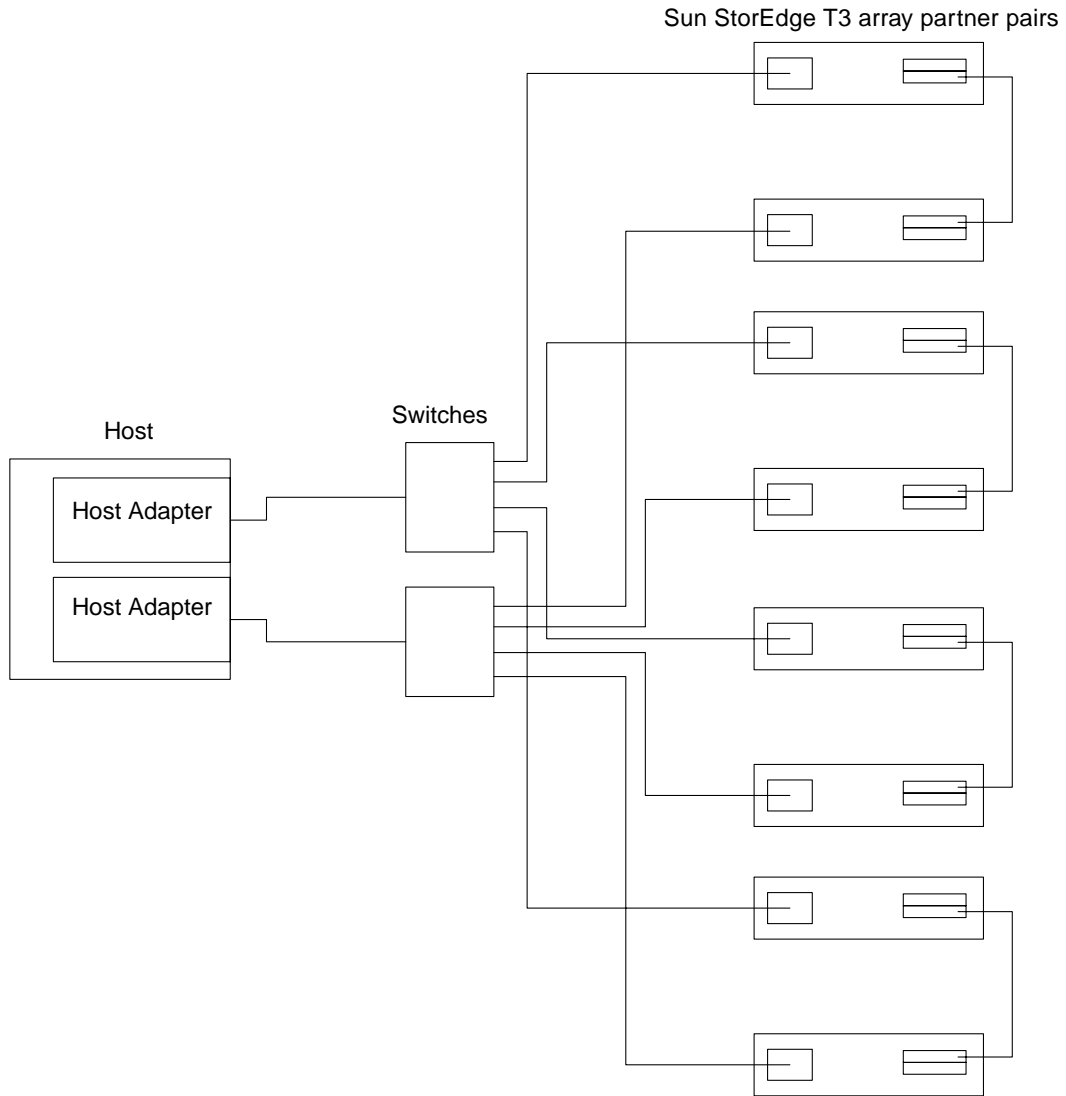 Sun StorEdge T3 array partner pairs
Switches
Host
Host Adapter
Host Adapter